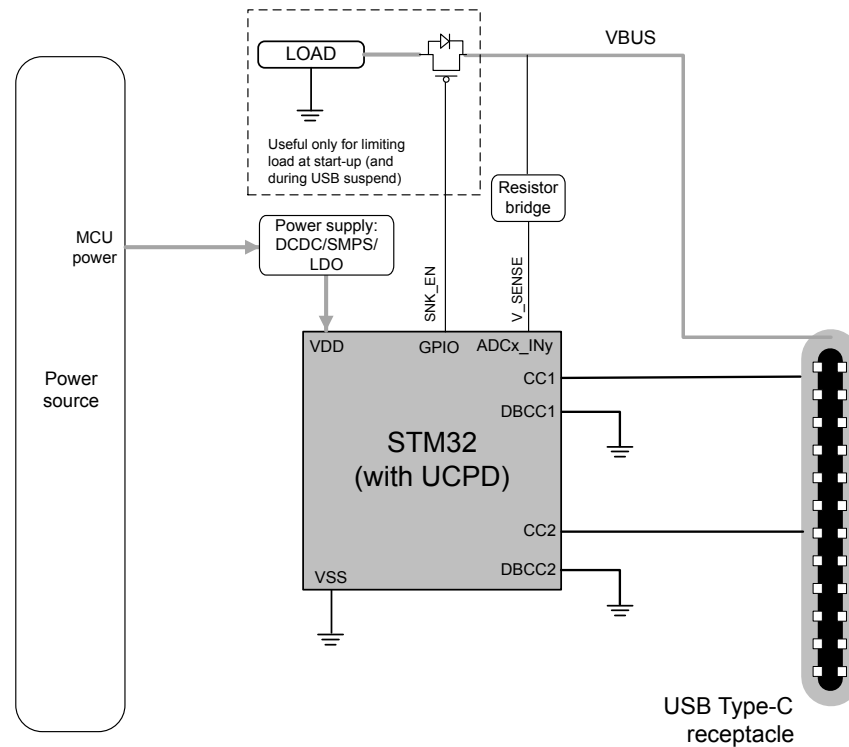 LOAD
VBUS
Useful only for limiting
load at start-up (and
during USB suspend)
Resistor
bridge
MCU
power
Power supply:
DCDC/SMPS/
LDO
SNK_EN
V_SENSE
VDD
GPIO
ADCx_INy
CC1
DBCC1
Power
source
STM32
(with UCPD)
CC2
DBCC2
VSS
USB Type-C
receptacle